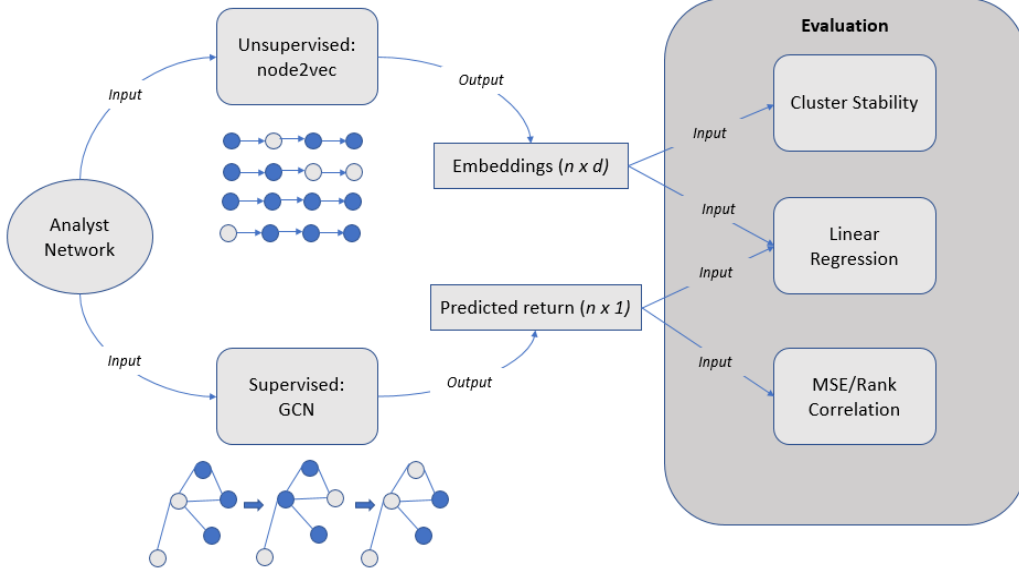 Evaluation
Unsupervised:
node2vec
Input
Output
Cluster Stability
Input
Embeddings (n x d)
Analyst
Network
Input
Linear
Regression
Input
Predicted return (n x 1)
Input
Input
Supervised:
GCN
Output
MSE/Rank
Correlation